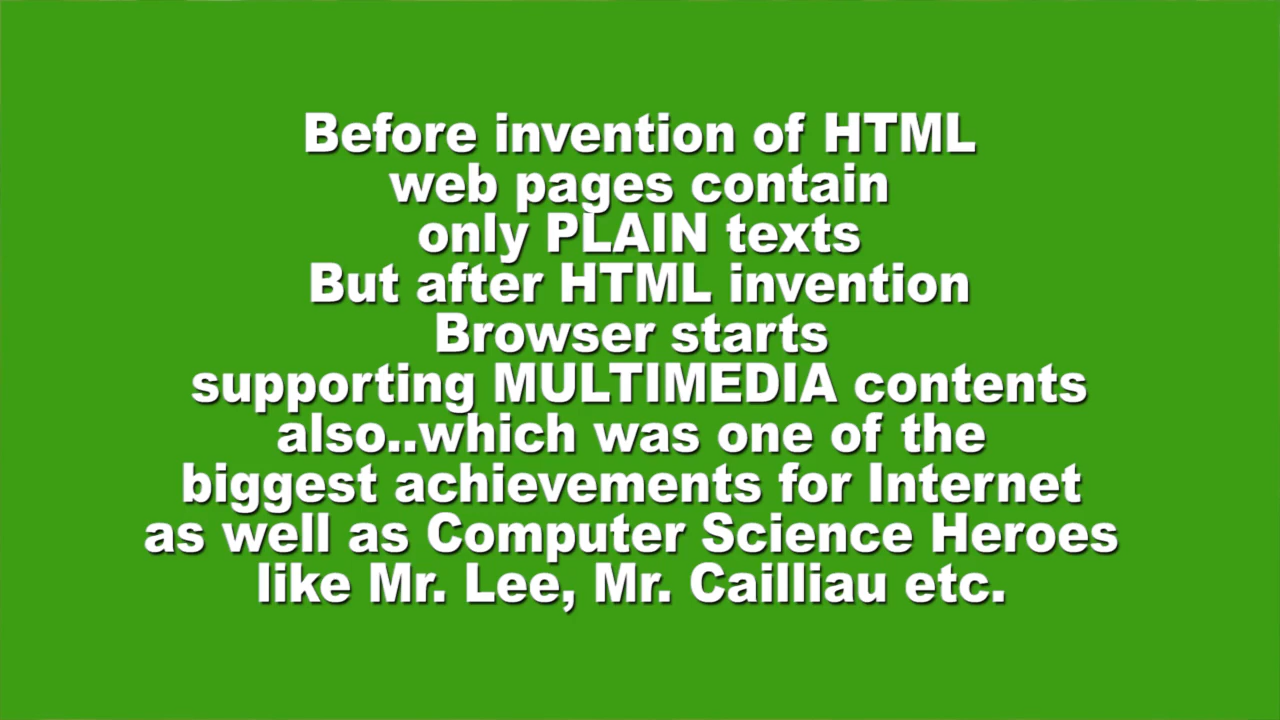 Before invention of HTML
web pages contain
only PLAIN texts
But after HTML invention
Browser starts
supporting MULTIMEDIA contents
also..which was one of the
biggest achievements for Internet
as well as Computer Science Heroes
like Mr. Lee, Mr. Cailliau etc.